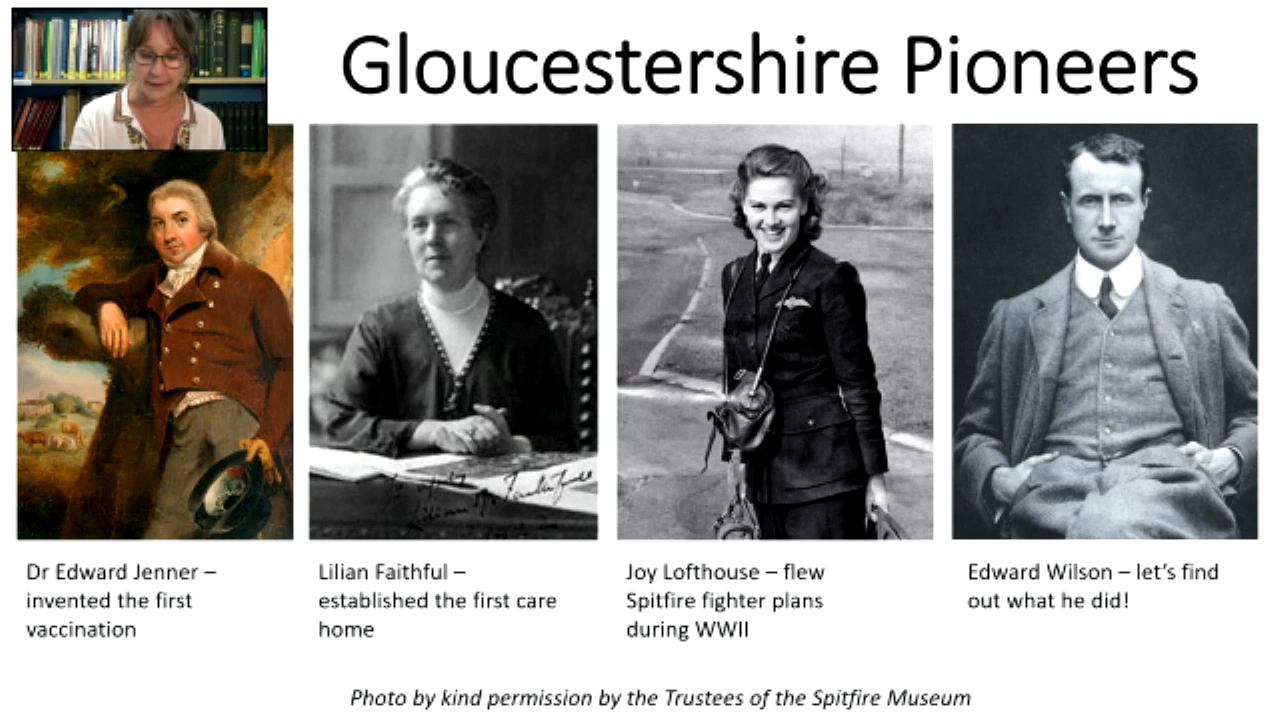 Gloucestershire Pioneers
Dr Edward Jenner –
invented the first
vaccination
Lilian Faithful –
established the first care
home
Joy Lofthouse – flew
Spitfire fighter plans
during WWII
Edward Wilson – let’s find
out what he did!
Photo by kind permission by the Trustees of the Spitfire Museum